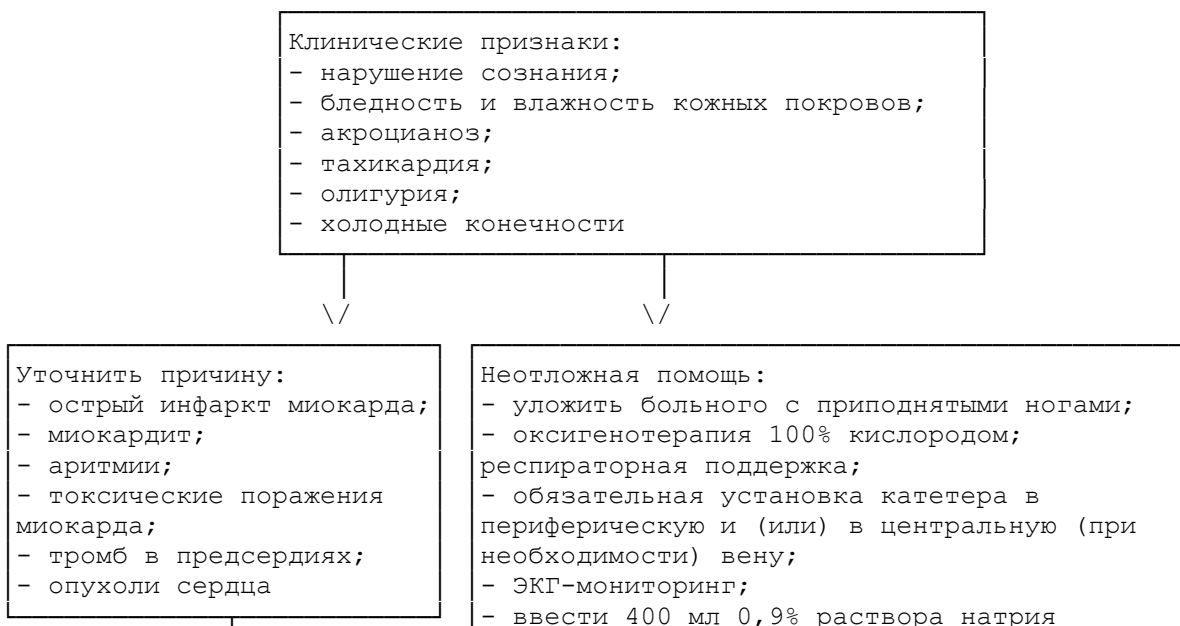 Клинические признаки:
- нарушение сознания;
- бледность и влажность кожных покровов;
- акроцианоз;
- тахикардия;
- олигурия;
- холодные конечности
Уточнить причину:
- острый инфаркт миокарда;
- миокардит;
- аритмии;
- токсические поражения
миокарда;
- тромб в предсердиях;
- опухоли сердца
Неотложная помощь:
- уложить больного с приподнятыми ногами;
- оксигенотерапия 100% кислородом;
респираторная поддержка;
- обязательная установка катетера в
периферическую и (или) в центральную (при
необходимости) вену;
- ЭКГ-мониторинг;
- ввести 400 мл 0,9% раствора натрия